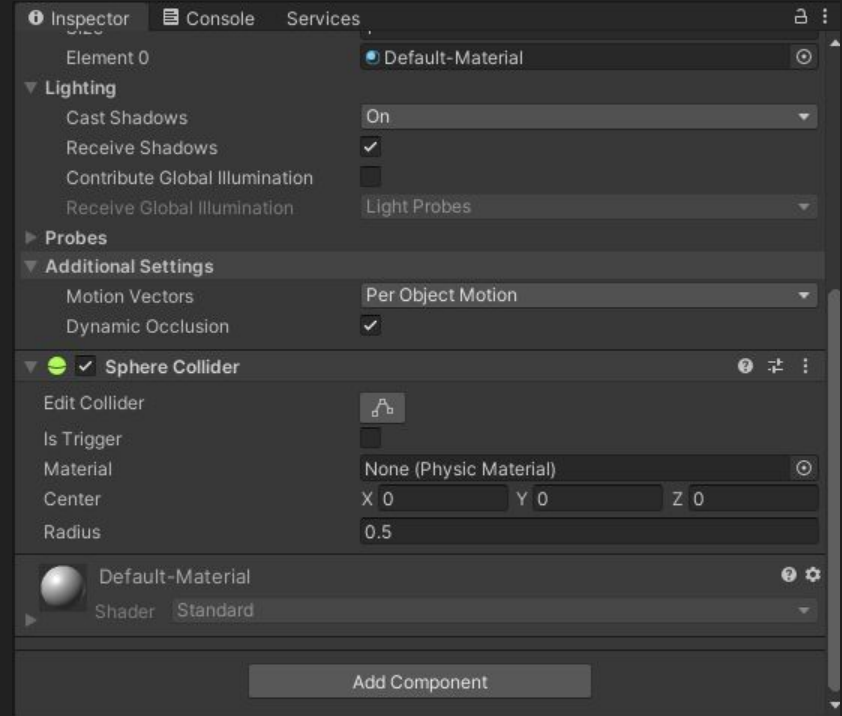 Inspector Console Services
Element 0 Default-Material
Lighting
Cast Shadows On
Receive Shadows
Contribute Global Illumination
Receive Global Illumination Light Probes
Probes
Additional Settings
Motion Vectors Per Object Motion
Dynamic Occlusion
Sphere Collider
Edit Collider
Is Trigger
Material None (Physic Material)
Center X 0 Y 0 Z 0
Radius 0.5
Default-Material
Shader Standard
Add Component